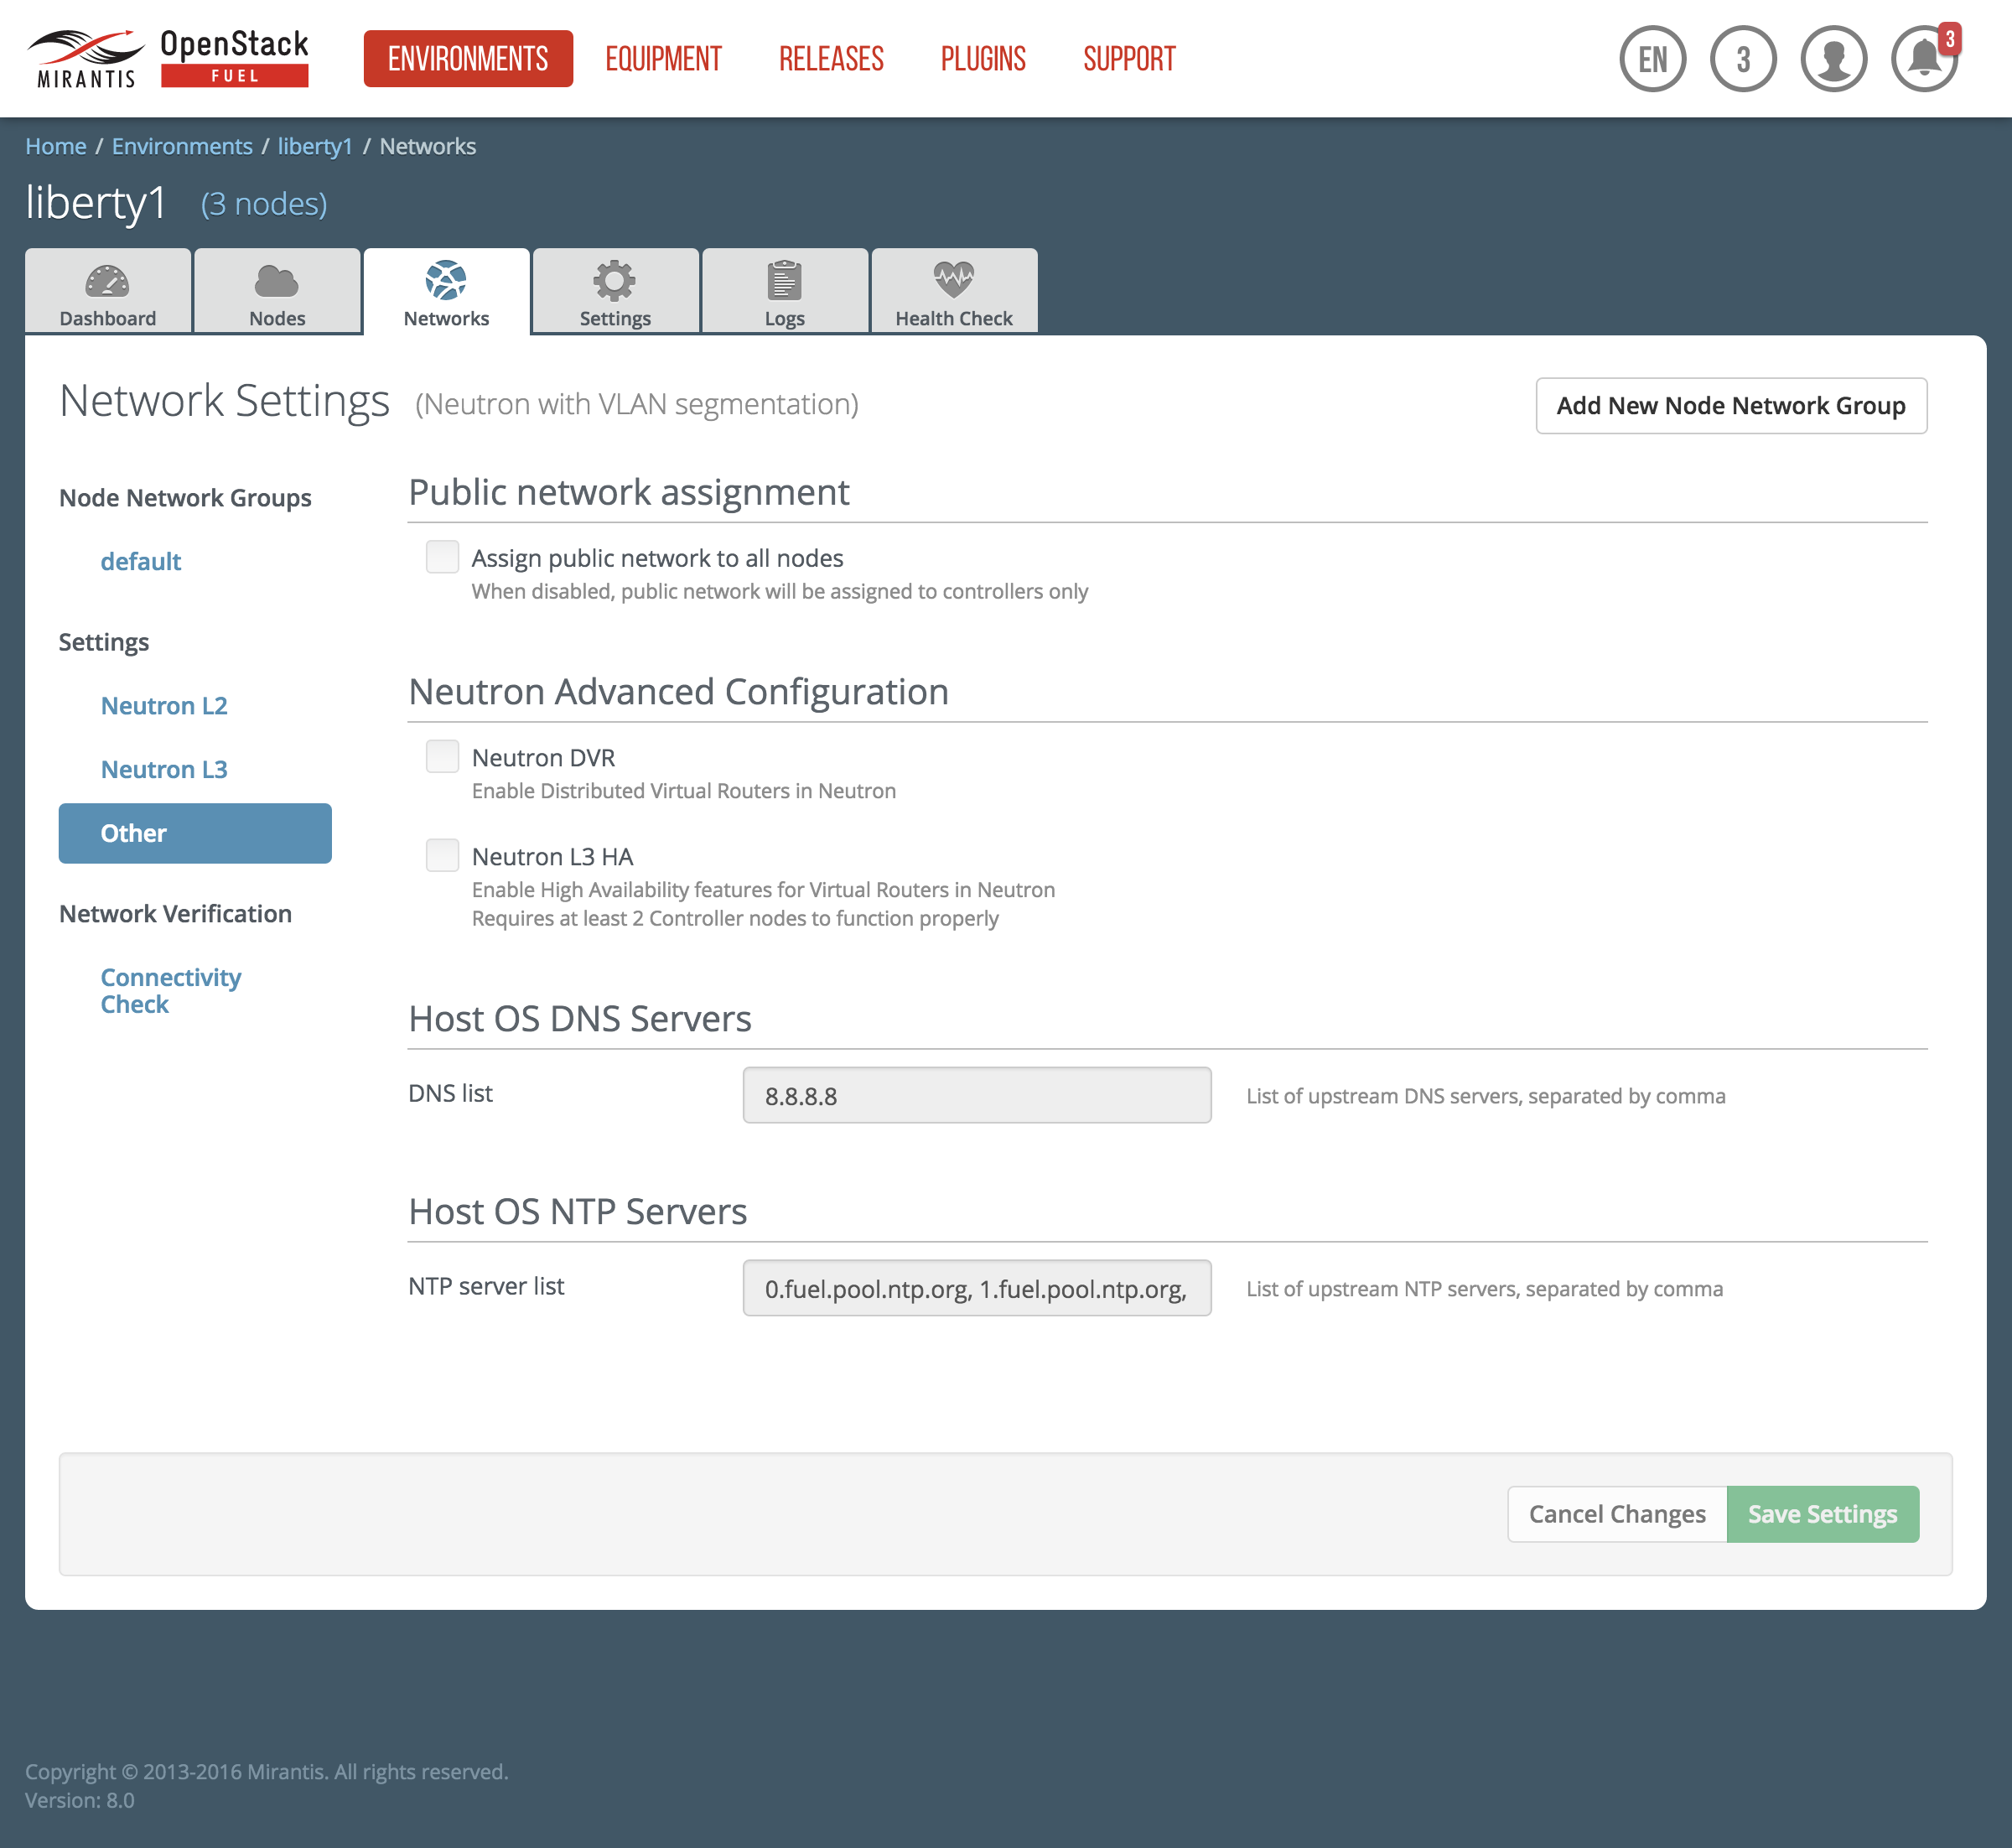 MIRANTIS
OpenStack
FUEL
ENVIRONMENTS EQUIPMENT RELEASES PLUGINS SUPPORT
EN 3 3
Home / Environments / liberty1 / Networks
liberty1 (3 nodes)
Dashboard Nodes Networks Settings Logs Health Check
Network Settings (Neutron with VLAN segmentation)
Add New Node Network Group
Node Network Groups
default
Settings
Neutron L2
Neutron L3
Other
Network Verification
Connectivity
Check
Public network assignment
Assign public network to all nodes
When disabled, public network will be assigned to controllers only
Neutron Advanced Configuration
Neutron DVR
Enable Distributed Virtual Routers in Neutron
Neutron L3 HA
Enable High Availability features for Virtual Routers in Neutron
Requires at least 2 Controller nodes to function properly
Host OS DNS Servers
DNS list 8.8.8.8 List of upstream DNS servers, separated by comma
Host OS NTP Servers
NTP server list 0.fuel.pool.ntp.org, 1.fuel.pool.ntp.org, List of upstream NTP servers, separated by comma
Cancel Changes Save Settings
Copyright © 2013-2016 Mirantis. All rights reserved.
Version: 8.0